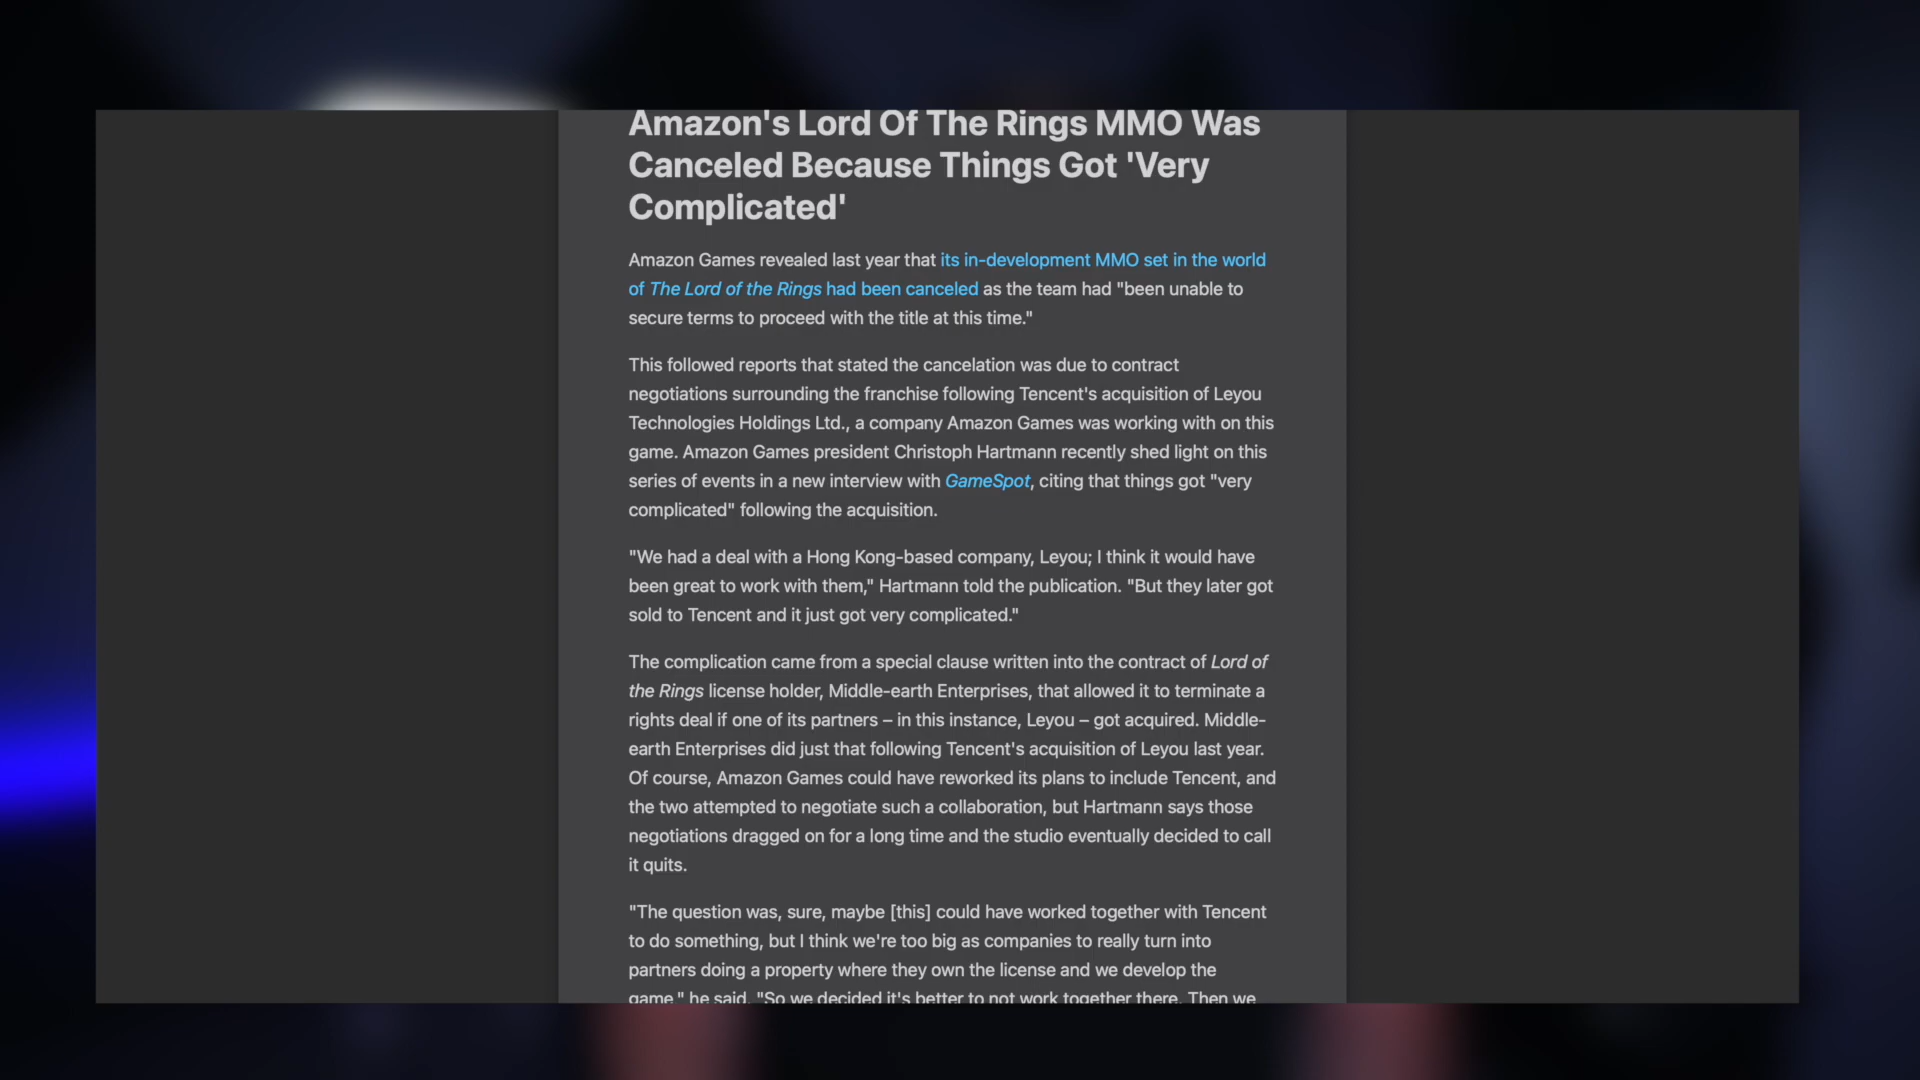 Amazon's Lord Of The Rings MMO Was
Canceled Because Things Got 'Very
Complicated'
Amazon Games revealed last year that its in-development MMO set in the world
of The Lord of the Rings had been canceled as the team had "been unable to
secure terms to proceed with the title at this time."
This followed reports that stated the cancelation was due to contract
negotiations surrounding the franchise following Tencent's acquisition of Leyou
Technologies Holdings Ltd., a company Amazon Games was working with on this
game. Amazon Games president Christoph Hartmann recently shed light on this
series of events in a new interview with GameSpot, citing that things got "very
complicated" following the acquisition.
"We had a deal with a Hong Kong-based company, Leyou; I think it would have
been great to work with them," Hartmann told the publication. "But they later got
sold to Tencent and it just got very complicated."
The complication came from a special clause written into the contract of Lord of
the Rings license holder, Middle-earth Enterprises, that allowed it to terminate a
rights deal if one of its partners – in this instance, Leyou – got acquired. Middle-
earth Enterprises did just that following Tencent's acquisition of Leyou last year.
Of course, Amazon Games could have reworked its plans to include Tencent, and
the two attempted to negotiate such a collaboration, but Hartmann says those
negotiations dragged on for a long time and the studio eventually decided to call
it quits.
"The question was, sure, maybe [this] could have worked together with Tencent
to do something, but I think we're too big as companies to really turn into
partners doing a property where they own the license and we develop the
game," he said. "So we decided it's better to not work together there. Then we